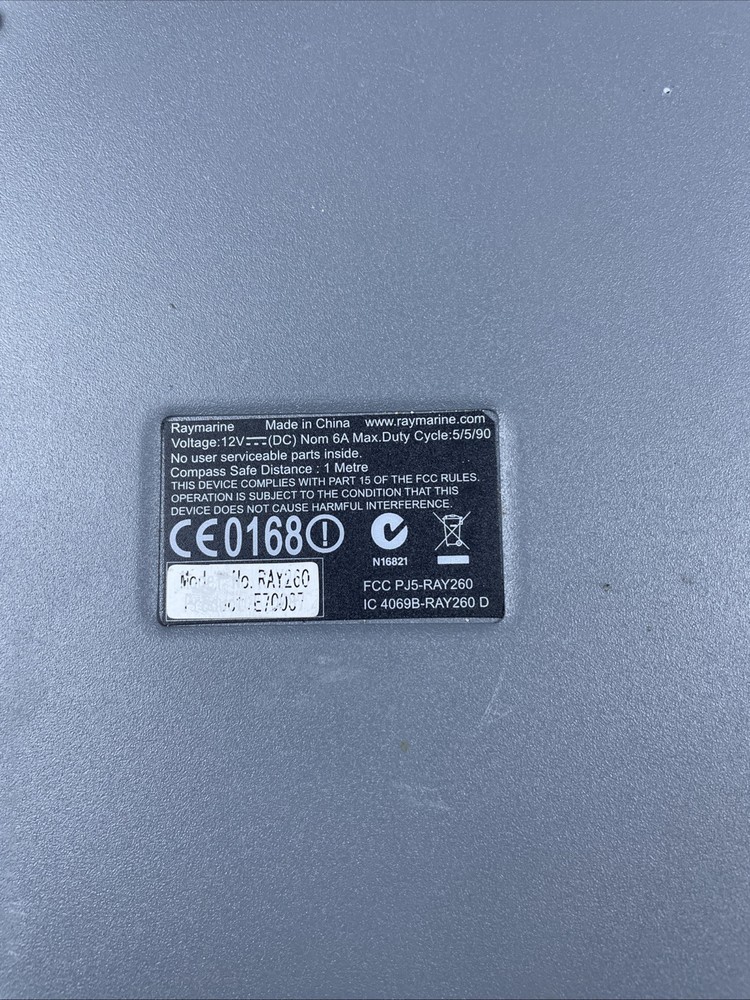 Raymarine Made in China www.raymarine.com
Voltage:12V (DC) Nom 6A Max.Duty Cycle:5/5/90
No user serviceable parts inside.
Compass Safe Distance : 1 Metre
THIS DEVICE COMPLIES WITH PART 15 OF THE FCC RULES.
OPERATION IS SUBJECT TO THE CONDITION THAT THIS
DEVICE DOES NOT CAUSE HARMFUL INTERFERENCE.
CE0168!
N16821
Model No. RAY260
Product: E70087
FCC PJ5-RAY260
IC 4069B-RAY260 D